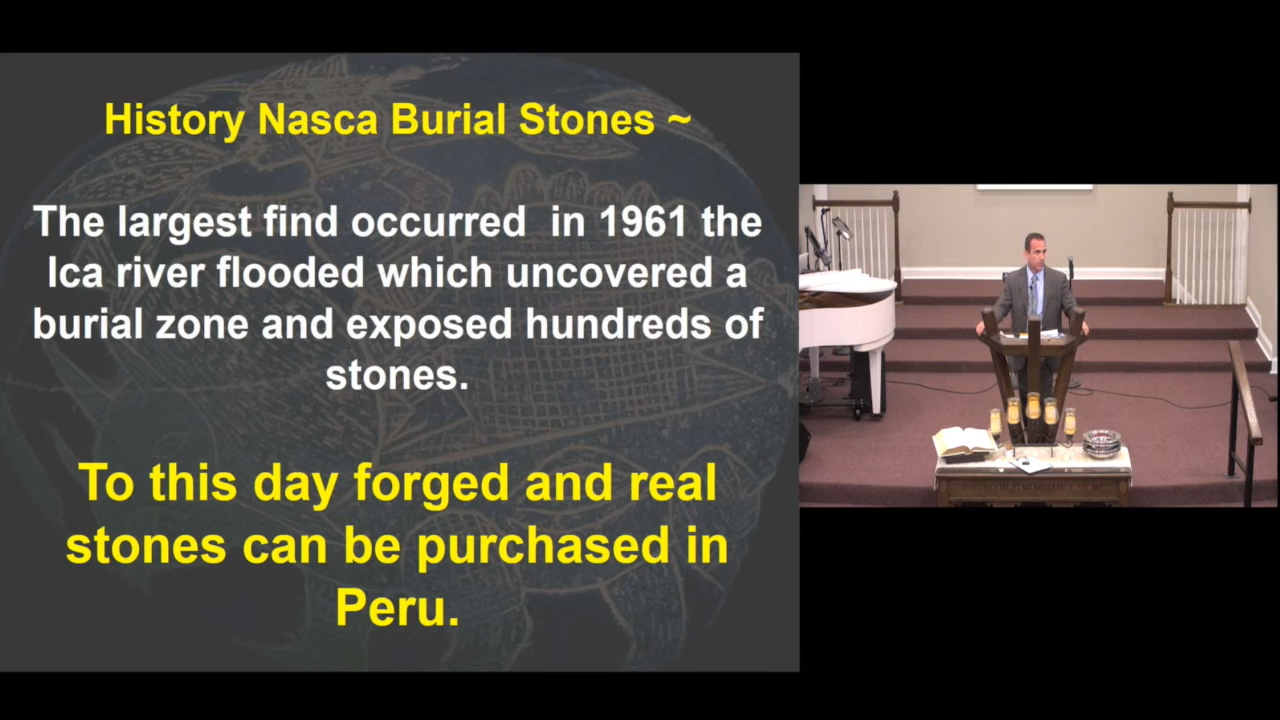 History Nasca Burial Stones ~
The largest find occurred in 1961 the
Ica river flooded which uncovered a
burial zone and exposed hundreds of
stones.
To this day forged and real
stones can be purchased in
Peru.